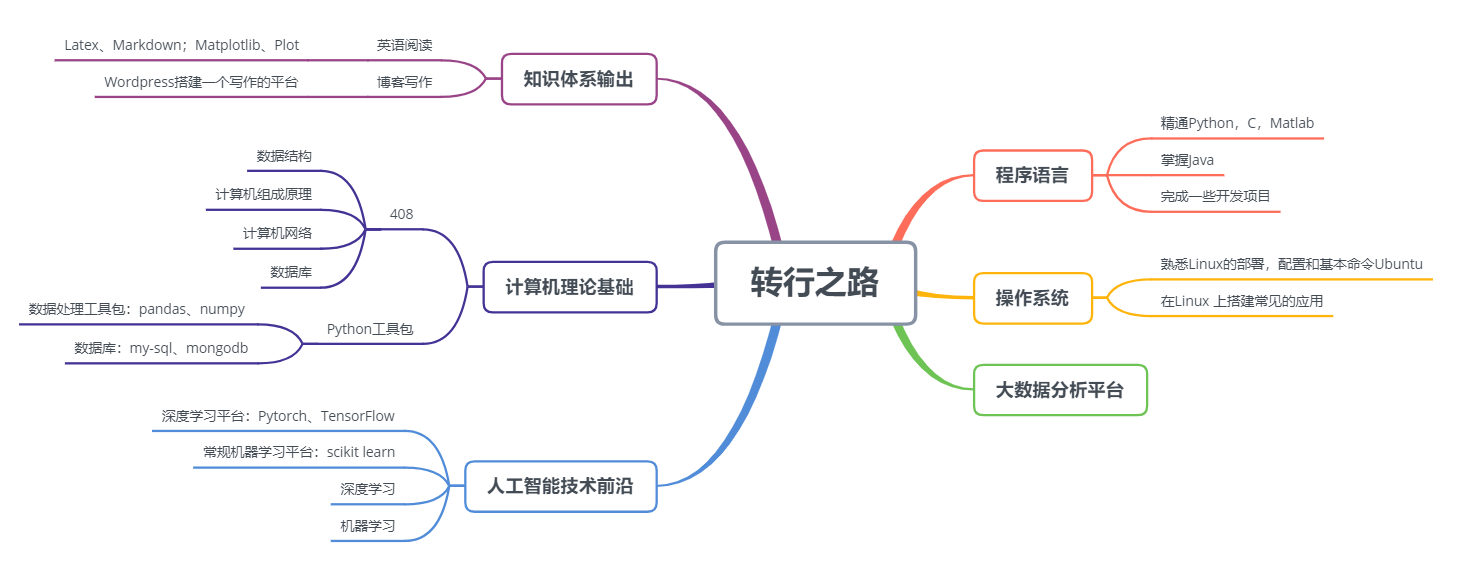 转行之路
程序语言
精通Python，C，Matlab
掌握Java
完成一些开发项目
操作系统
熟悉Linux的部署，配置和基本命令Ubuntu
在Linux 上搭建常见的应用
大数据分析平台
知识体系输出
英语阅读
Latex、Markdown；Matplotlib、Plot
博客写作
Wordpress搭建一个写作的平台
计算机理论基础
408
数据结构
计算机组成原理
计算机网络
数据库
Python工具包
数据处理工具包：pandas、numpy
数据库：my-sql、mongodb
人工智能技术前沿
深度学习平台：Pytorch、TensorFlow
常规机器学习平台：scikit learn
深度学习
机器学习